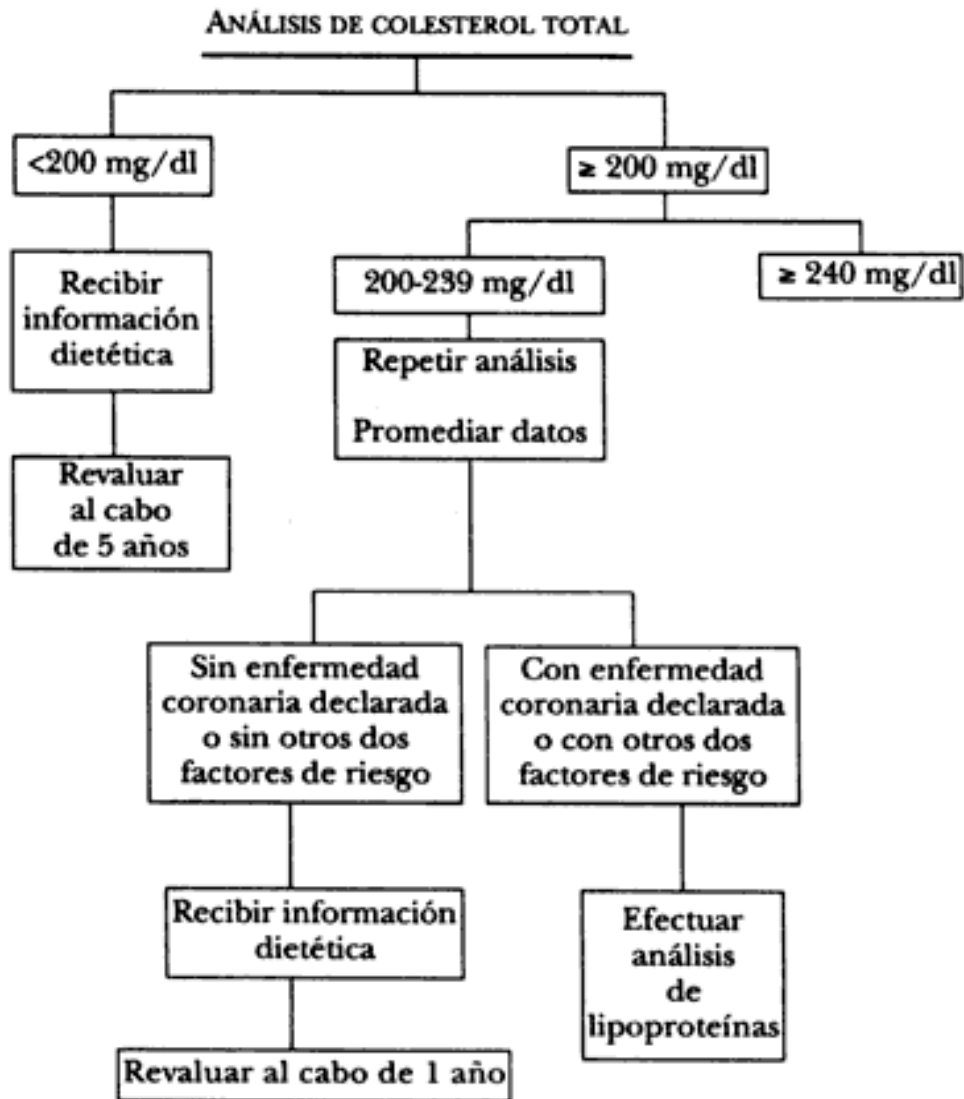 ANÁLISIS DE COLESTEROL TOTAL
<200 mg/dl
≥ 200 mg/dl
Recibir
información
dietética
200-239 mg/dl
≥ 240 mg/dl
Repetir análisis
Promediar datos
Revaluar
al cabo
de 5 años
Sin enfermedad
coronaria declarada
o sin otros dos
factores de riesgo
Con enfermedad
coronaria declarada
o con otros dos
factores de riesgo
Recibir información
dietética
Efectuar
análisis
de
lipoproteínas
Revaluar al cabo de 1 año